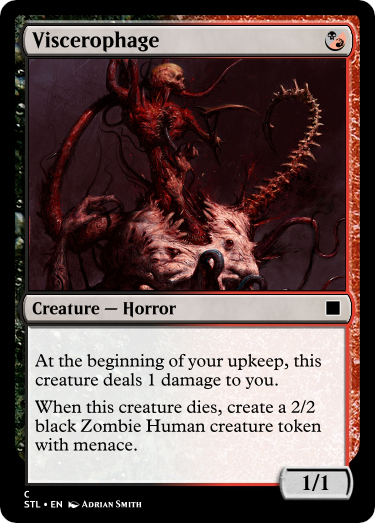 Viscerophage
Creature — Horror
At the beginning of your upkeep, this
creature deals 1 damage to you.
When this creature dies, create a 2/2
black Zombie Human creature token
with menace.
1/1
C
STL • EN Adrian Smith